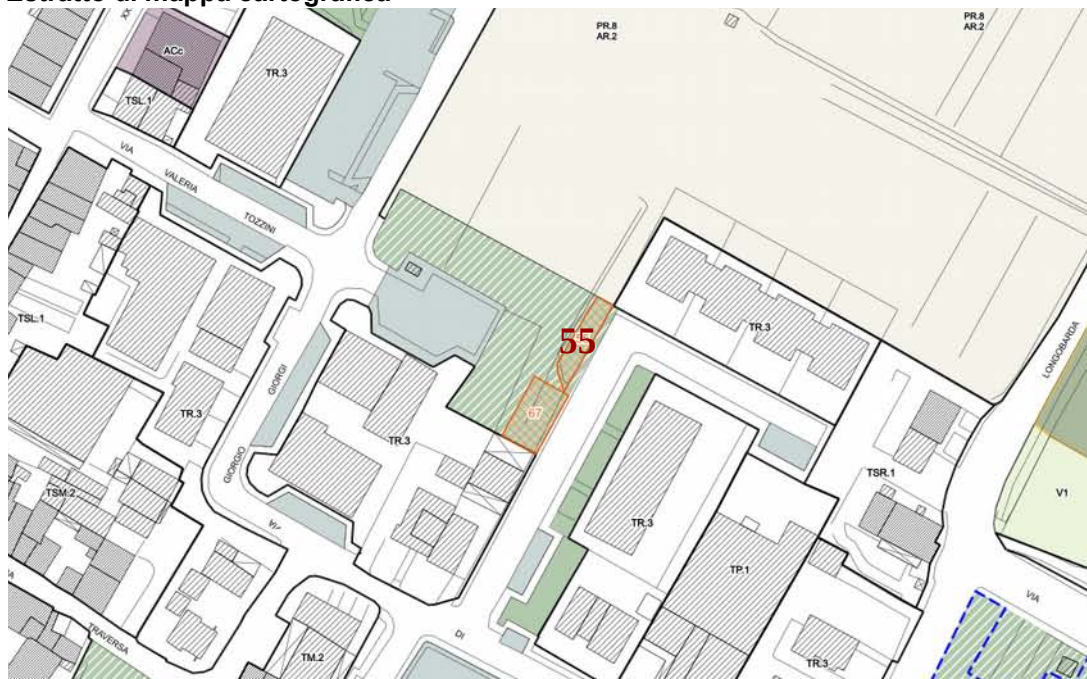 Estratto di mappa cartografica
PR.8
AR.2
PR.8
AR.2
XX
ACc
TR.3
TSL.1
VIA
VALERIA
TOZZINI
55
67
TSL.1
TR.3
LONGOBARDA
GIORGI
TR.3
TR.3
GIORGIO
TSM.2
TSR.1
V1
TR.3
VIA
TP.1
VIA
TRAVERSA
DI
TM.2
TR.3